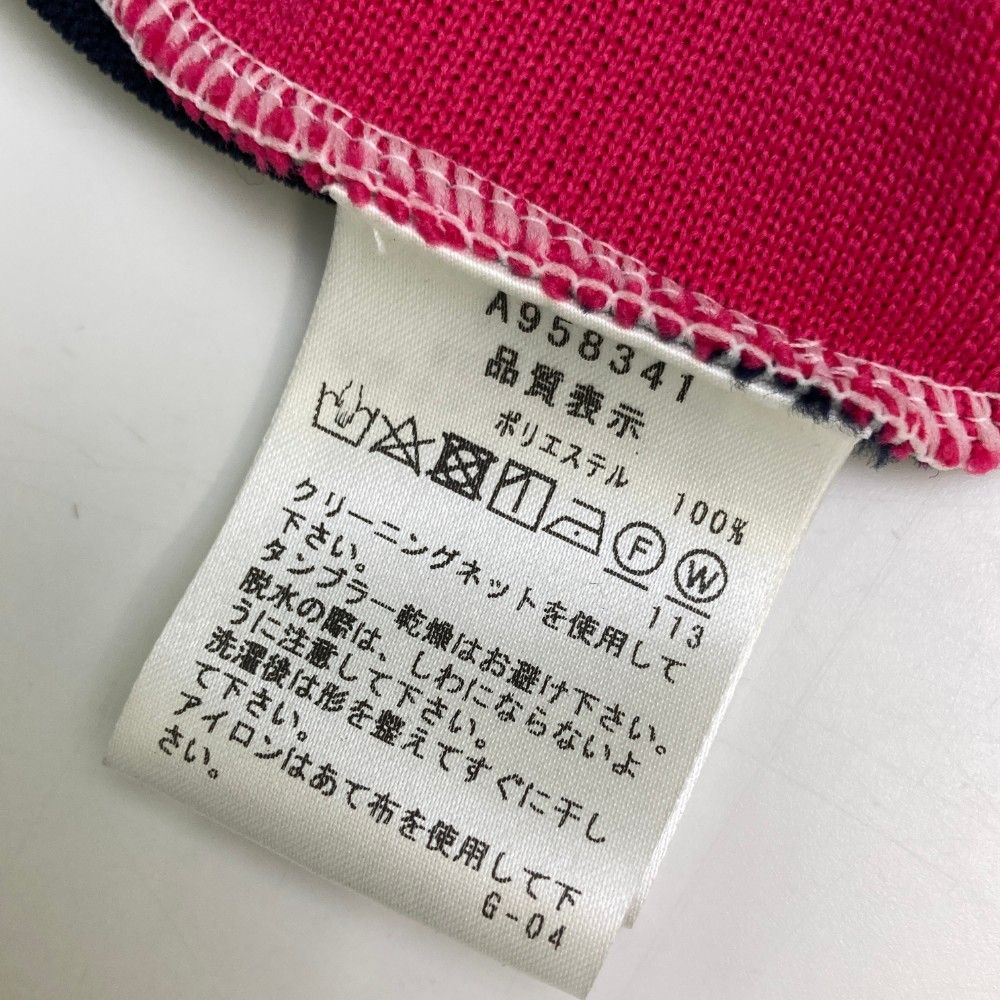 A958341
品質表示
ポリエステル 100%
F W
113
クリーニングネットを使用して
下さい。
タンブラー乾燥はお避け下さい。
脱水の際は、しわにならないよ
うに注意して下さい。
洗濯後は形を整えてすぐに干し
て下さい。
アイロンはあて布を使用して下
さい。
G-04